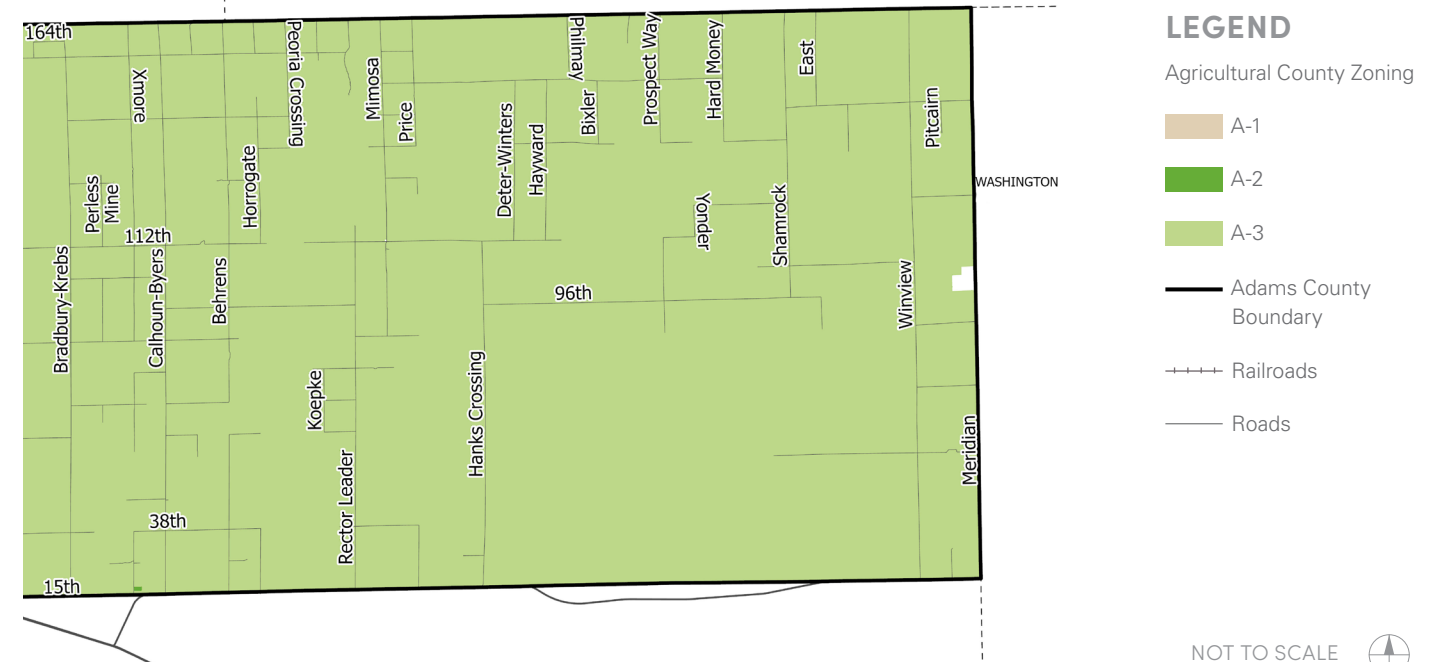 164th
Xmore
Peoria Crossing
Mimosa
Price
Philmay
Bixler
Prospect Way
Hard Money
East
Pitcairn
WASHINGTON
Perless
Mine
Horrogate
Deter-Winters
Hayward
Yonder
Shamrock
112th
Bradbury-Krebs
Calhoun-Byers
Behrens
96th
Winview
Koepke
Hanks Crossing
Rector Leader
Meridian
38th
15th
LEGEND
Agricultural County Zoning
A-1
A-2
A-3
Adams County
Boundary
Railroads
Roads
NOT TO SCALE